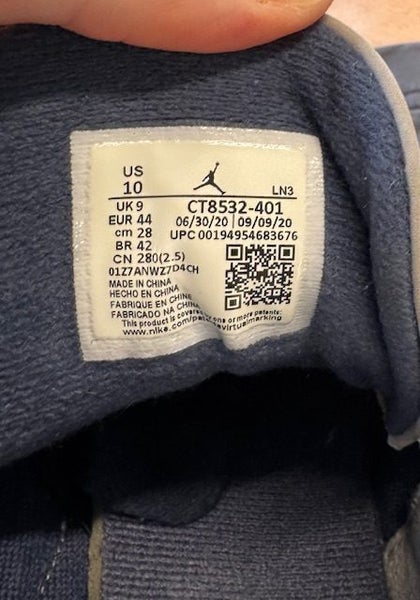 US
10
LN3
UK 9
CT8532-401
EUR 44
06/30/20 09/09/20
cm 28
UPC 00194954683676
BR 42
CN 280(2.5)
01Z7ANWZ7D4CH
MADE IN CHINA
HECHO EN CHINA
FABRIQUE EN CHINE
FABRICADO NA CHINA
This product is covered by one or more patents:
www.nike.com/ virtualmarking